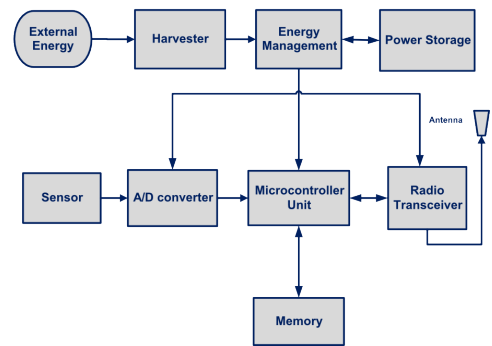 External
Energy
Harvester
Energy
Management
Power Storage
Antenna
Sensor
A/D converter
Microcontroller
Unit
Radio
Transceiver
Memory